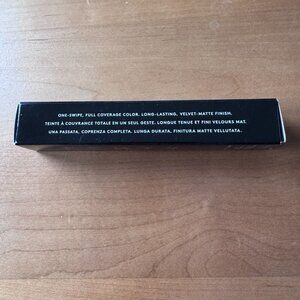 ONE-SWIPE, FULL COVERAGE COLOR. LONG-LASTING, VELVET-MATTE FINISH.
TEINTE À COUVRANCE TOTALE EN UN SEUL GESTE. LONGUE TENUE ET FINI VELOURS MAT.
UNA PASSATA, COPRENZA COMPLETA. LUNGA DURATA, FINITURA MATTE VELLUTATA.